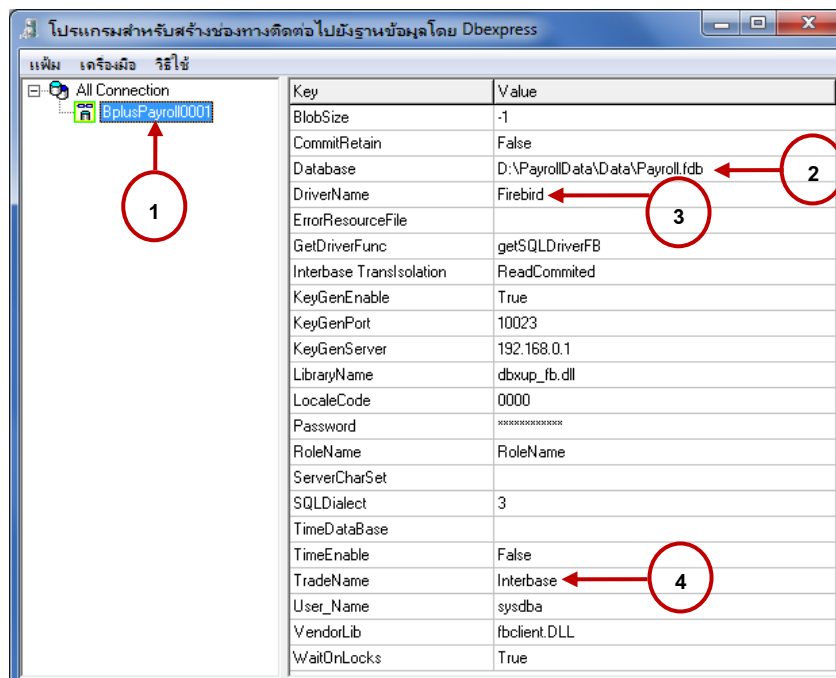 โปรแกรมสำหรับสร้างช่องทางติดต่อไปยังฐานข้อมูลโดย Dbexpress
แฟ้ม เครื่องมือ วิธีใช้
All Connection
BplusPayroll0001
1
Key Value
BlobSize -1
CommitRetain False
Database D:\PayrollData\Data\Payroll.fdb 2
DriverName Firebird 3
ErrorResourceFile
GetDriverFunc getSQLDriverFB
Interbase TransIsolation ReadCommited
KeyGenEnable True
KeyGenPort 10023
KeyGenServer 192.168.0.1
LibraryName dbxup_fb.dll
LocaleCode 0000
Password ************
RoleName RoleName
ServerCharSet
SQLDialect 3
TimeDataBase
TimeEnable False
TradeName Interbase 4
User_Name sysdba
VendorLib fbclient.DLL
WaitOnLocks True